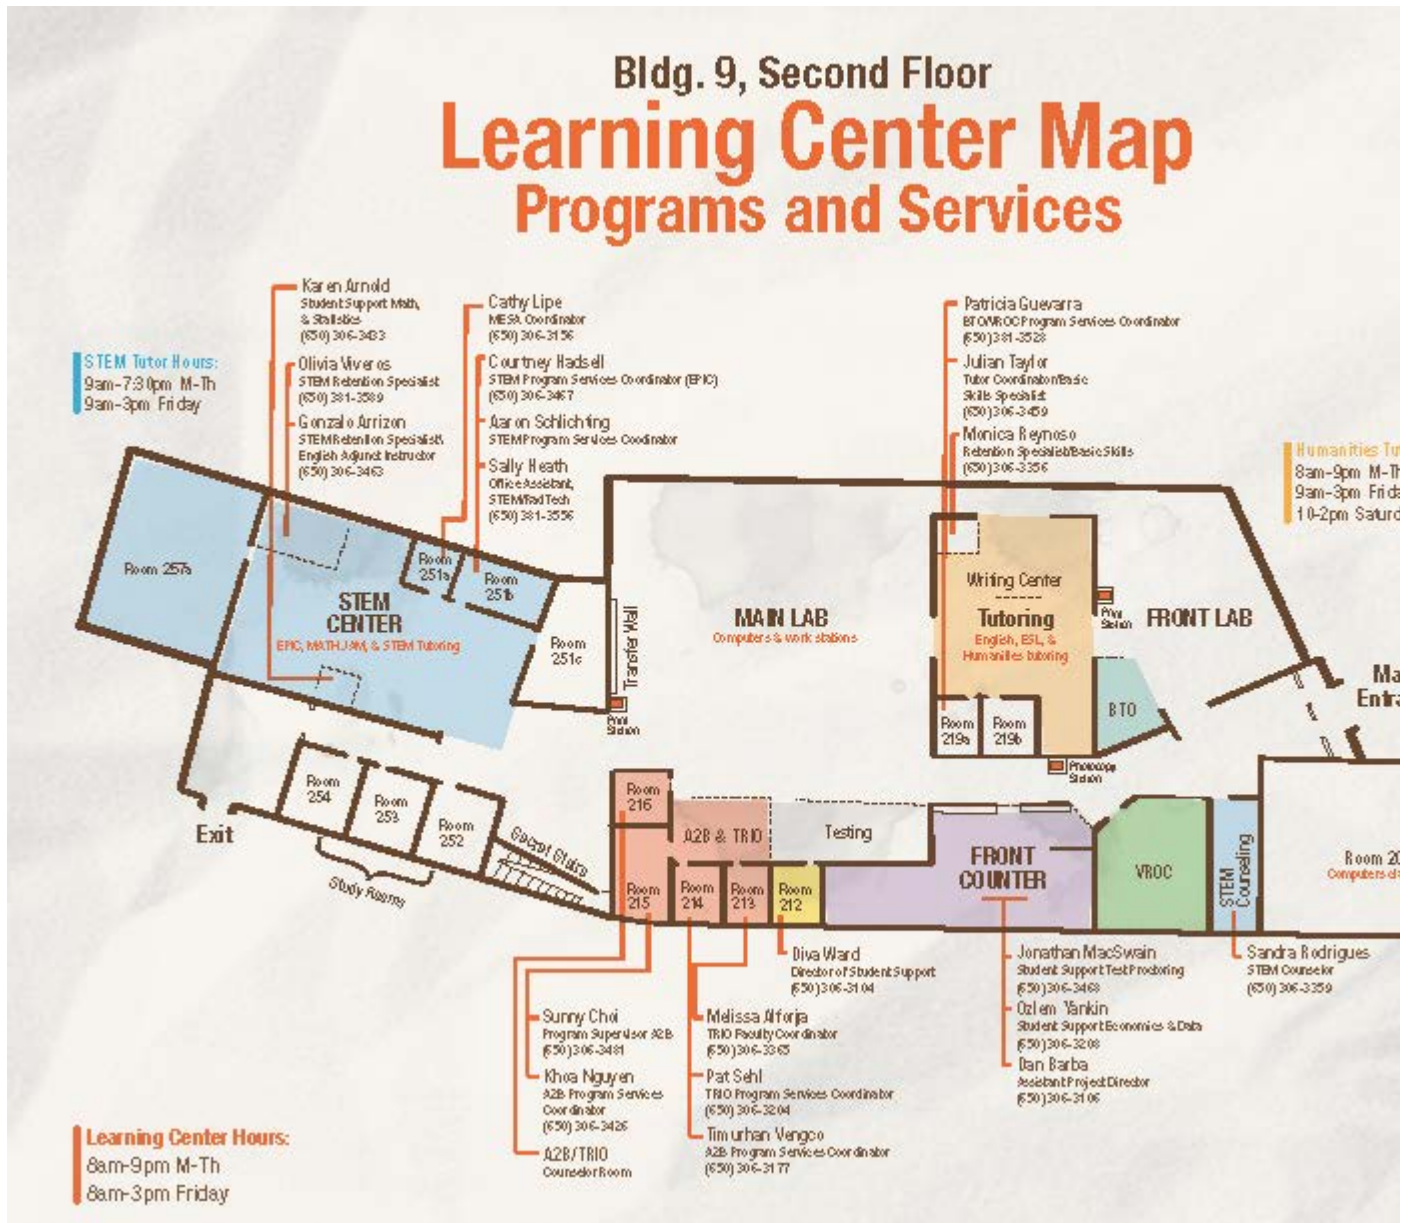 Bldg. 9, Second Floor
Learning Center Map
Programs and Services
Karen Arnold
Student Support Math,
& Statistics
(650) 306-3433
Olivia Viveros
STEM Retention Specialist
(650) 381-3589
Gonzalo Arrizon
STEM Retention Specialist\
English Adjunct Instructor
(650) 306-3463
Cathy Lipe
MESA Coordinator
(650) 306-3156
Courtney Hadsell
STEM Program Services Coordinator (EPIC)
(650) 306-3467
Aaron Schlichting
STEM Program Services Coodinator
Sally Heath
Office Assistant,
STEM/Rad Tech
(650) 381-3556
Patricia Guevarra
BTO/VROC Program Services Coordinator
(650)381-3528
Julian Taylor
Tutor Coordinator/Basic
Skills Specialist
(650)306-3459
Monica Reynoso
Retention Specialist/Basic Skills
(650)306-3356
STEM Tutor Hours:
9am-7:30pm M-Th
9am-3pm Friday
Humanities Tu
8am-9pm M-Th
9am-3pm Frida
10-2pm Saturd
Room 257a
STEM
CENTER
EPIC, MATH JAM, & STEM Tutoring
Room
251a
Room
251b
Room
251c
Transfer Wall
Print
Station
MAIN LAB
Computers & work stations
Writing Center
Tutoring
English, ESL, &
Humanities tutoring
Room
219a
Room
219b
Print
Station
FRONT LAB
BTO
Photocopy
Station
Ma
Entra
Exit
Room
254
Room
253
Room
252
Study Rooms
Secret Stairs
Room
216
Room
215
A2B & TRIO
Room
214
Room
213
Room
212
Testing
FRONT
COUNTER
VROC
STEM
Counseling
Room 20
Computers cl
Diva Ward
Director of Student Support
(650)306-3104
Jonathan MacSwain
Student Support Test Proctoring
(650)306-3468
Ozlem Yankin
Student Support Economics & Data
(650)306-3208
Dan Barba
Assistant Project Director
(650)306-3106
Sandra Rodrigues
STEM Counselor
(650) 306-3359
Sunny Choi
Program Supervisor A2B
(650)306-3481
Khoa Nguyen
A2B Program Services
Coordinator
(650) 306-3426
A2B/TRIO
Counselor Room
Melissa Alforja
TRIO Faculty Coordinator
(650)306-3365
Pat Sehl
TRIO Program Services Coordinator
(650) 306-3204
Timurhan Vengco
A2B Program Services Coordinator
(650) 306-3177
Learning Center Hours:
8am-9pm M-Th
8am-3pm Friday